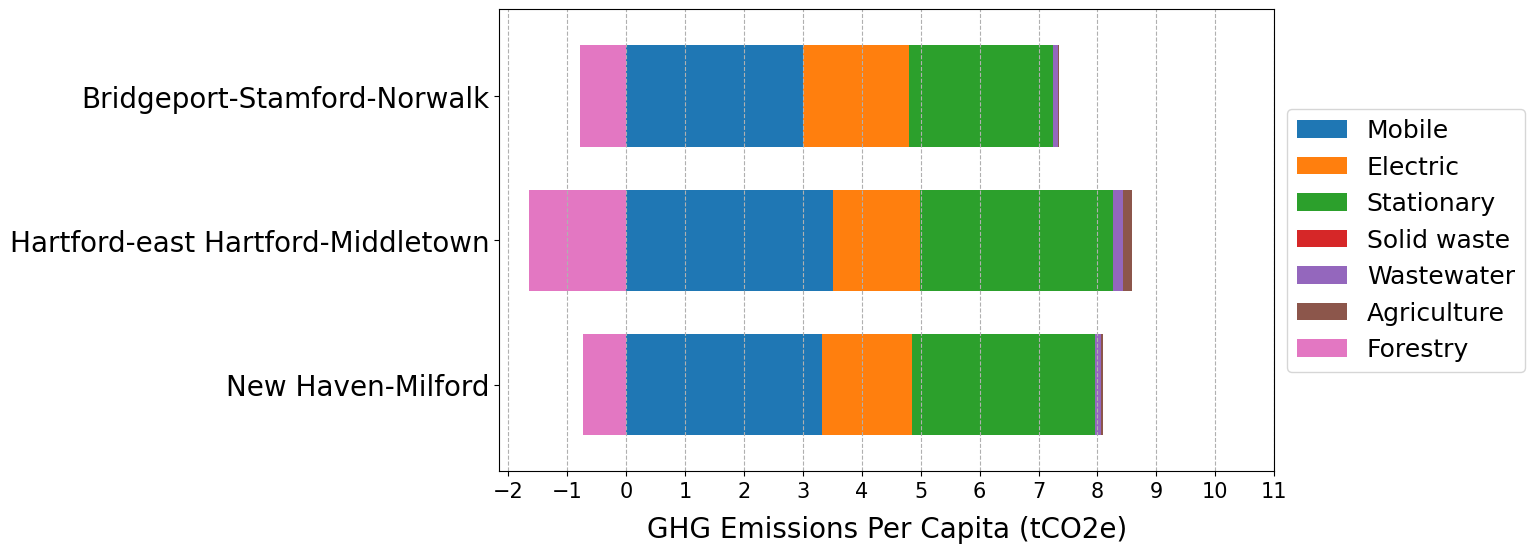 Bridgeport-Stamford-Norwalk
Hartford-east Hartford-Middletown
New Haven-Milford
−2 −1 0 1 2 3 4 5 6 7 8 9 10 11
GHG Emissions Per Capita (tCO2e)
Mobile
Electric
Stationary
Solid waste
Wastewater
Agriculture
Forestry